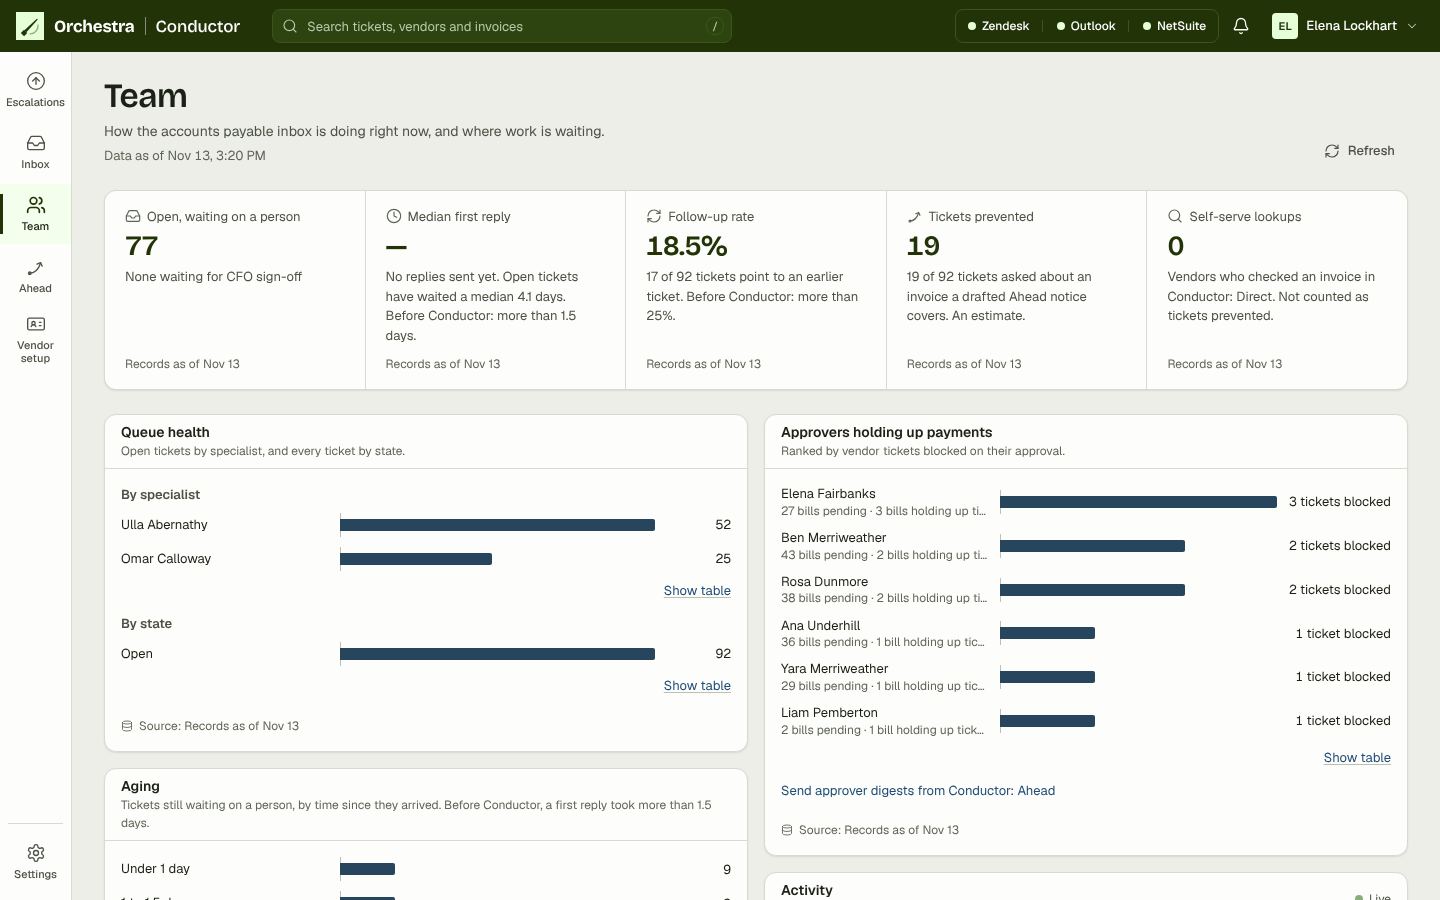 Orchestra | Conductor
Search tickets, vendors and invoices
/
Zendesk
Outlook
NetSuite
EL
Elena Lockhart
Escalations
Inbox
Team
Ahead
Vendor
setup
Settings
Team
How the accounts payable inbox is doing right now, and where work is waiting.
Data as of Nov 13, 3:20 PM
Refresh
Open, waiting on a person
77
None waiting for CFO sign-off
Records as of Nov 13
Median first reply
—
No replies sent yet. Open tickets
have waited a median 4.1 days.
Before Conductor: more than 1.5
days.
Records as of Nov 13
Follow-up rate
18.5%
17 of 92 tickets point to an earlier
ticket. Before Conductor: more than
25%.
Records as of Nov 13
Tickets prevented
19
19 of 92 tickets asked about an
invoice a drafted Ahead notice
covers. An estimate.
Records as of Nov 13
Self-serve lookups
0
Vendors who checked an invoice in
Conductor: Direct. Not counted as
tickets prevented.
Records as of Nov 13
Queue health
Open tickets by specialist, and every ticket by state.
By specialist
Ulla Abernathy 52
Omar Calloway 25
Show table
By state
Open 92
Show table
Source: Records as of Nov 13
Aging
Tickets still waiting on a person, by time since they arrived. Before Conductor, a first reply took more than 1.5
days.
Under 1 day 9
Approvers holding up payments
Ranked by vendor tickets blocked on their approval.
Elena Fairbanks
27 bills pending · 3 bills holding up ti…
3 tickets blocked
Ben Merriweather
43 bills pending · 2 bills holding up ti…
2 tickets blocked
Rosa Dunmore
38 bills pending · 2 bills holding up ti…
2 tickets blocked
Ana Underhill
36 bills pending · 1 bill holding up tic…
1 ticket blocked
Yara Merriweather
29 bills pending · 1 bill holding up tic…
1 ticket blocked
Liam Pemberton
2 bills pending · 1 bill holding up tick…
1 ticket blocked
Show table
Send approver digests from Conductor: Ahead
Source: Records as of Nov 13
Activity
Live